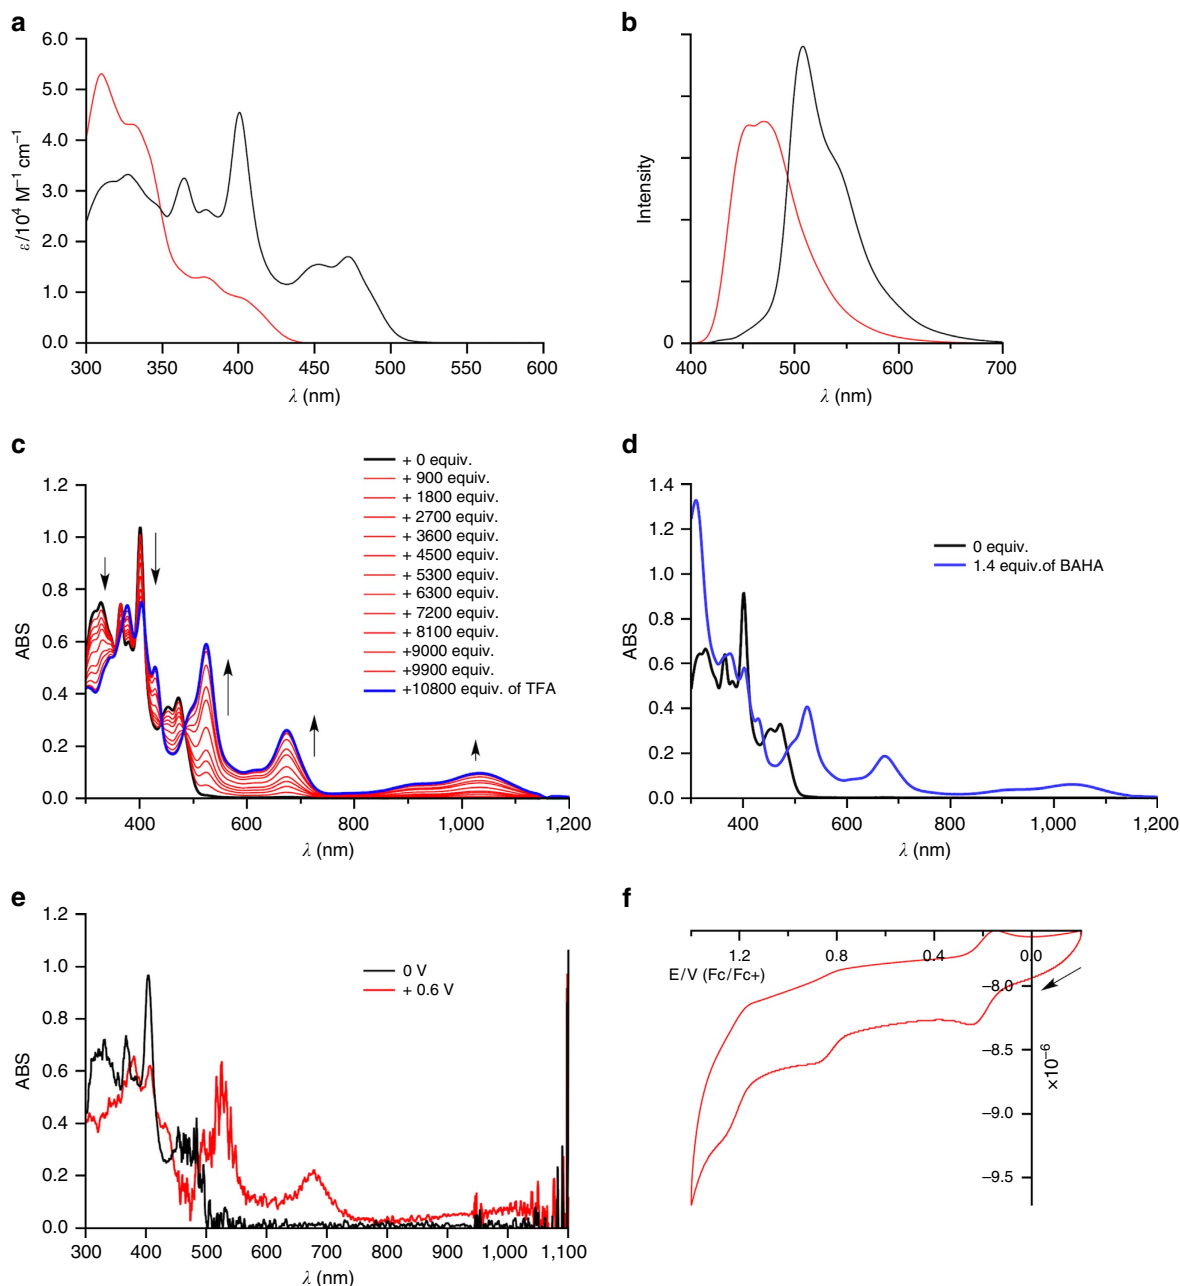 a
6.0
5.0
4.0
3.0
2.0
1.0
0.0
ε/10⁴ M⁻¹ cm⁻¹
300 350 400 450 500 550 600
λ (nm)
b
Intensity
0
400 500 600 700
λ (nm)
c
+ 0 equiv.
+ 900 equiv.
+ 1800 equiv.
+ 2700 equiv.
+ 3600 equiv.
+ 4500 equiv.
+ 5300 equiv.
+ 6300 equiv.
+ 7200 equiv.
+ 8100 equiv.
+9000 equiv.
+9900 equiv.
+10800 equiv. of TFA
1.2
1.0
0.8
0.6
0.4
0.2
0.0
ABS
400 600 800 1,000 1,200
λ (nm)
d
0 equiv.
1.4 equiv.of BAHA
1.4
1.2
1.0
0.8
0.6
0.4
0.2
0.0
ABS
400 600 800 1,000 1,200
λ (nm)
e
0 V
+ 0.6 V
1.2
1.0
0.8
0.6
0.4
0.2
0.0
ABS
300 400 500 600 700 800 900 1,000 1,100
λ (nm)
f
1.2 0.8 0.4 0.0
E/V (Fc/Fc+)
−8.0
−8.5
−9.0
−9.5
×10⁻⁶